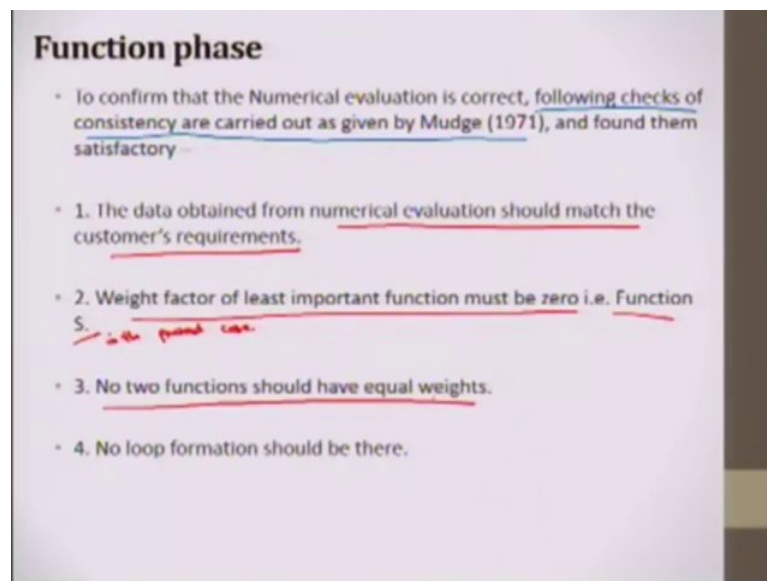 Function phase
• To confirm that the Numerical evaluation is correct, following checks of
consistency are carried out as given by Mudge (1971), and found them
satisfactory
• 1. The data obtained from numerical evaluation should match the
customer's requirements.
• 2. Weight factor of least important function must be zero i.e. Function
S.
in the present case.
• 3. No two functions should have equal weights.
• 4. No loop formation should be there.